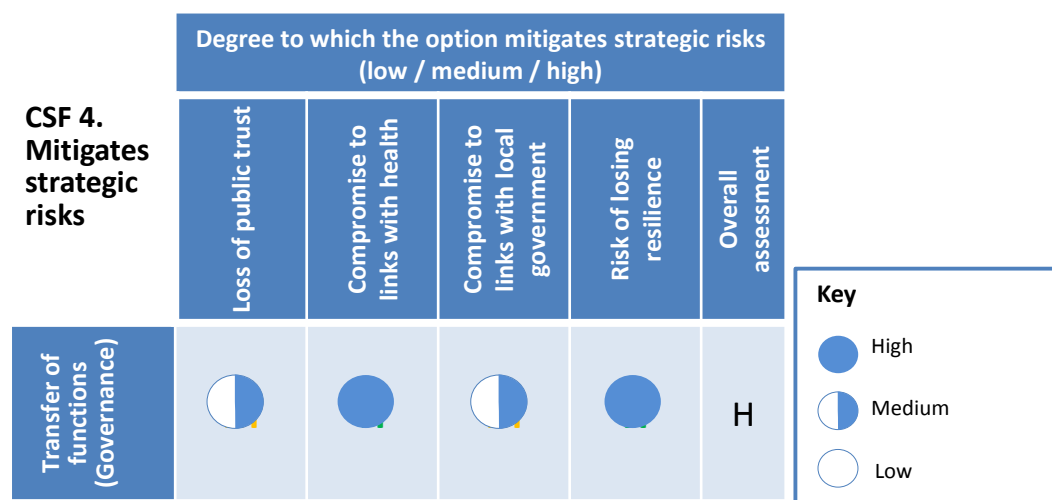 Degree to which the option mitigates strategic risks
(low / medium / high)
CSF 4.
Mitigates
strategic
risks
Loss of public trust
Compromise to
links with health
Compromise to
links with local
government
Risk of losing
resilience
Overall
assessment
Transfer of
functions
(Governance)
H
Key
High
Medium
Low